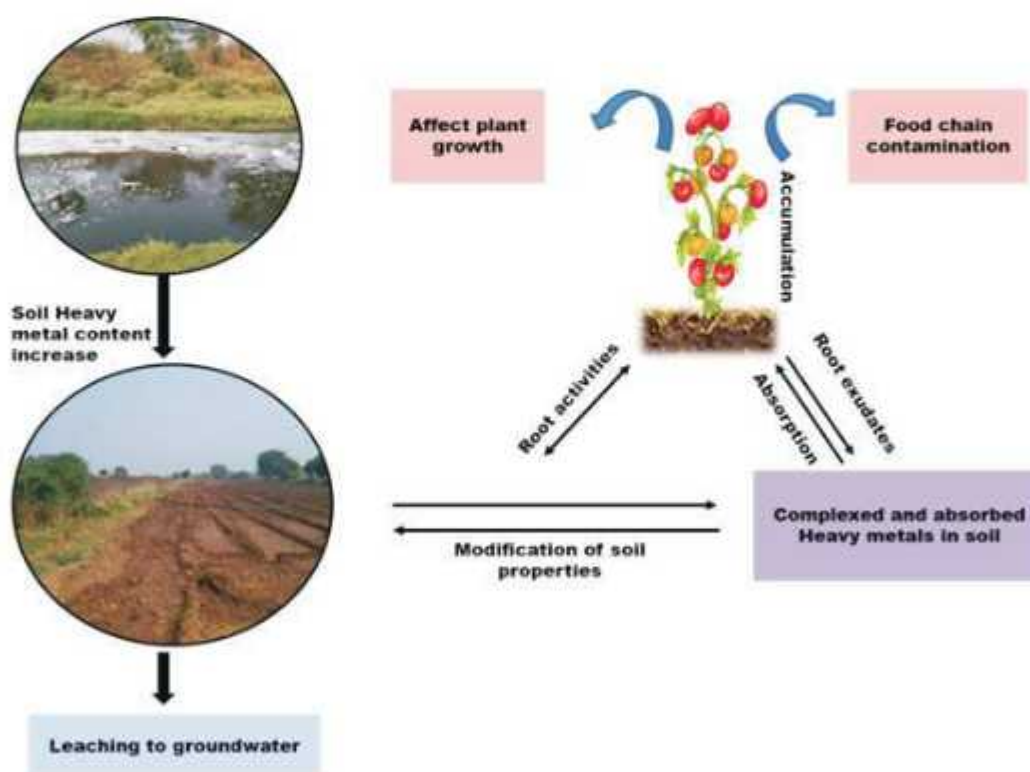 Affect plant
growth
Food chain
contamination
Accumulation
Soil Heavy
metal content
increase
Root activities
Absorption
Root exudates
Modification of soil
properties
Complexed and absorbed
Heavy metals in soil
Leaching to groundwater